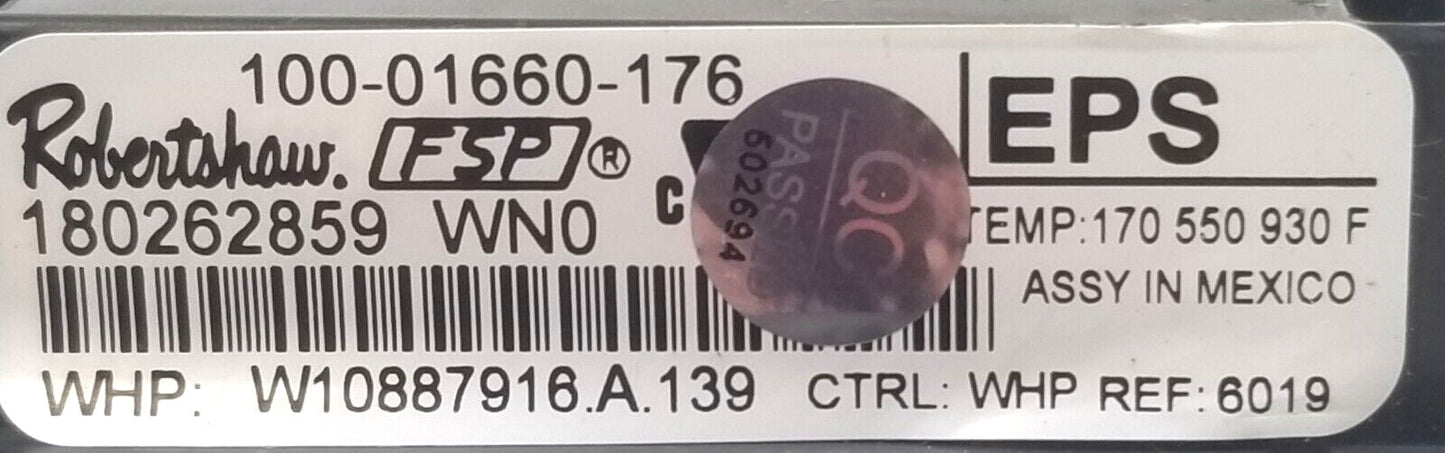 100-01660-176
Robertshaw. FSP® C
EPS
180262859 WN0
TEMP:170 550 930 F
ASSY IN MEXICO
WHP: W10887916.A.139 CTRL: WHP REF: 6019
QC
PASS
602694